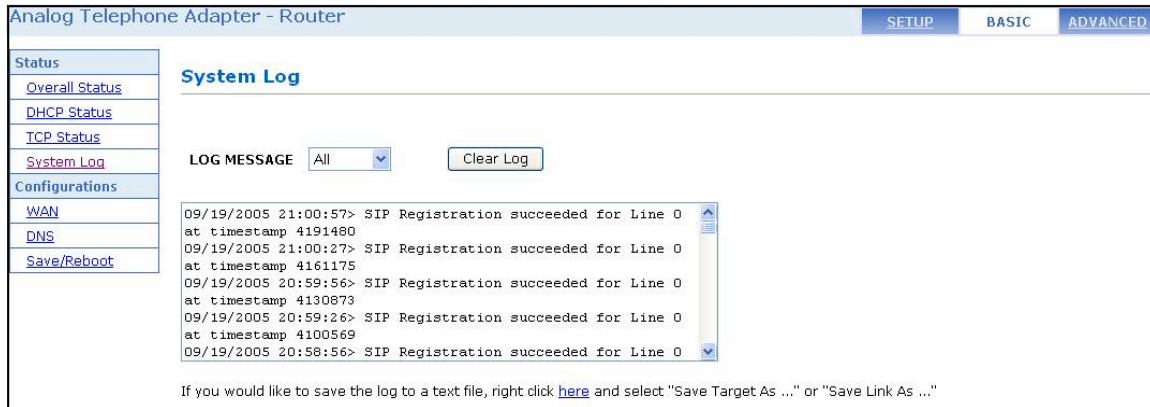 Analog Telephone Adapter - Router
SETUP
BASIC
ADVANCED
Status
Overall Status
DHCP Status
TCP Status
System Log
Configurations
WAN
DNS
Save/Reboot
System Log
LOG MESSAGE All Clear Log
09/19/2005 21:00:57> SIP Registration succeeded for Line 0
at timestamp 4191480
09/19/2005 21:00:27> SIP Registration succeeded for Line 0
at timestamp 4161175
09/19/2005 20:59:56> SIP Registration succeeded for Line 0
at timestamp 4130873
09/19/2005 20:59:26> SIP Registration succeeded for Line 0
at timestamp 4100569
09/19/2005 20:58:56> SIP Registration succeeded for Line 0
If you would like to save the log to a text file, right click here and select "Save Target As ..." or "Save Link As ..."